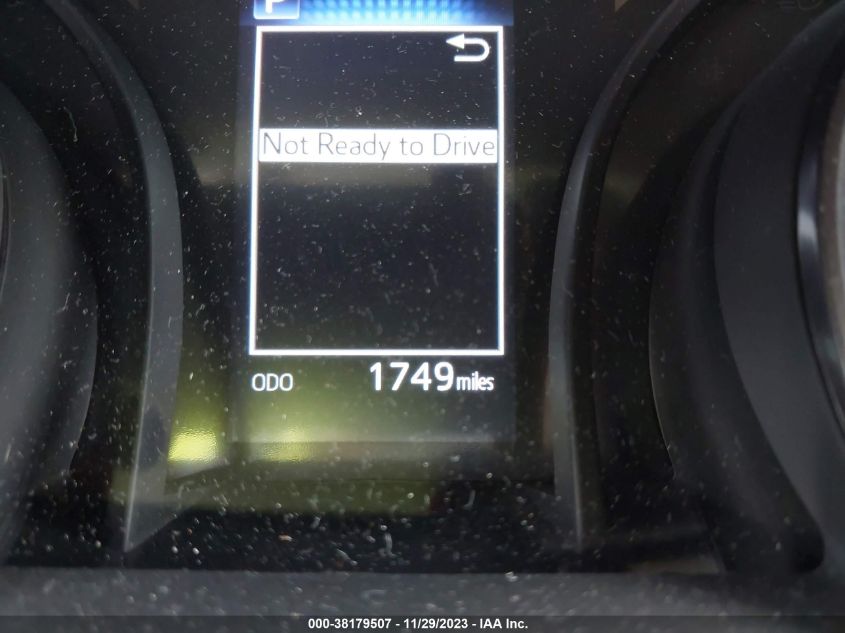 P
Not Ready to Drive
ODO 1749 miles
000-38179507 - 11/29/2023 - IAA Inc.